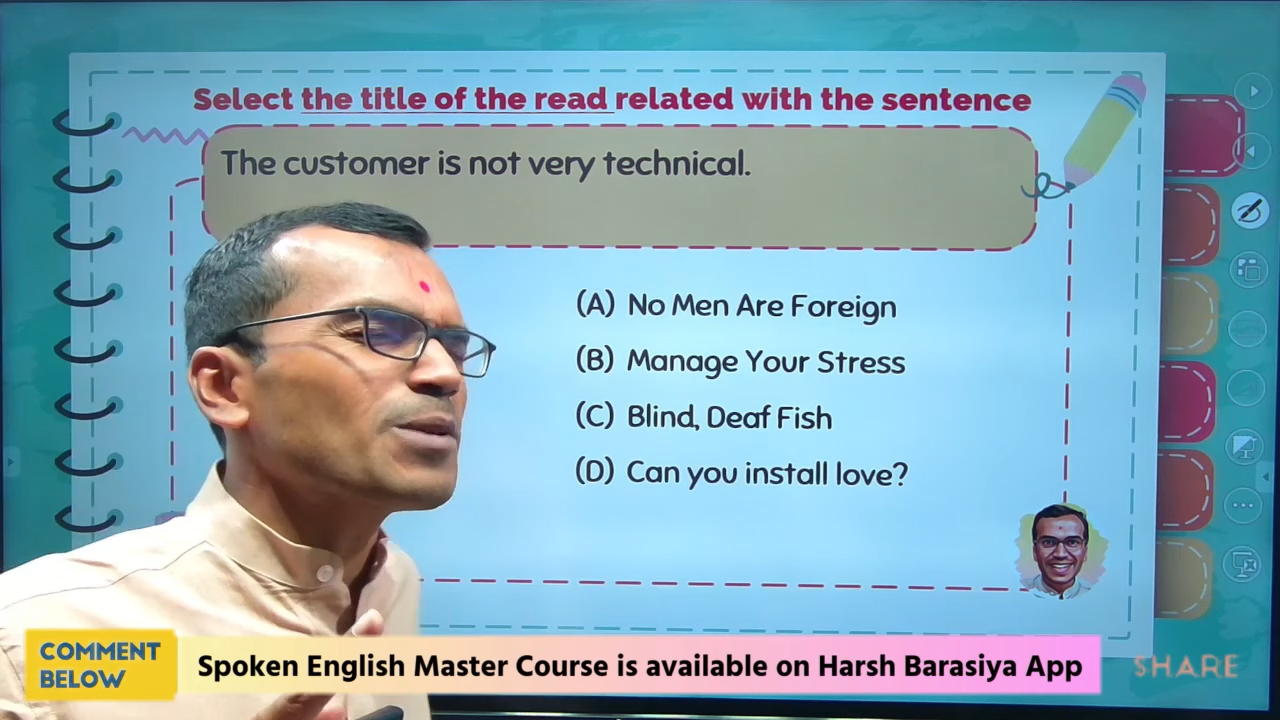 Select the title of the read related with the sentence
The customer is not very technical.
(A) No Men Are Foreign
(B) Manage Your Stress
(C) Blind, Deaf Fish
(D) Can you install love?
COMMENT
BELOW
Spoken English Master Course is available on Harsh Barasiya App
SHARE